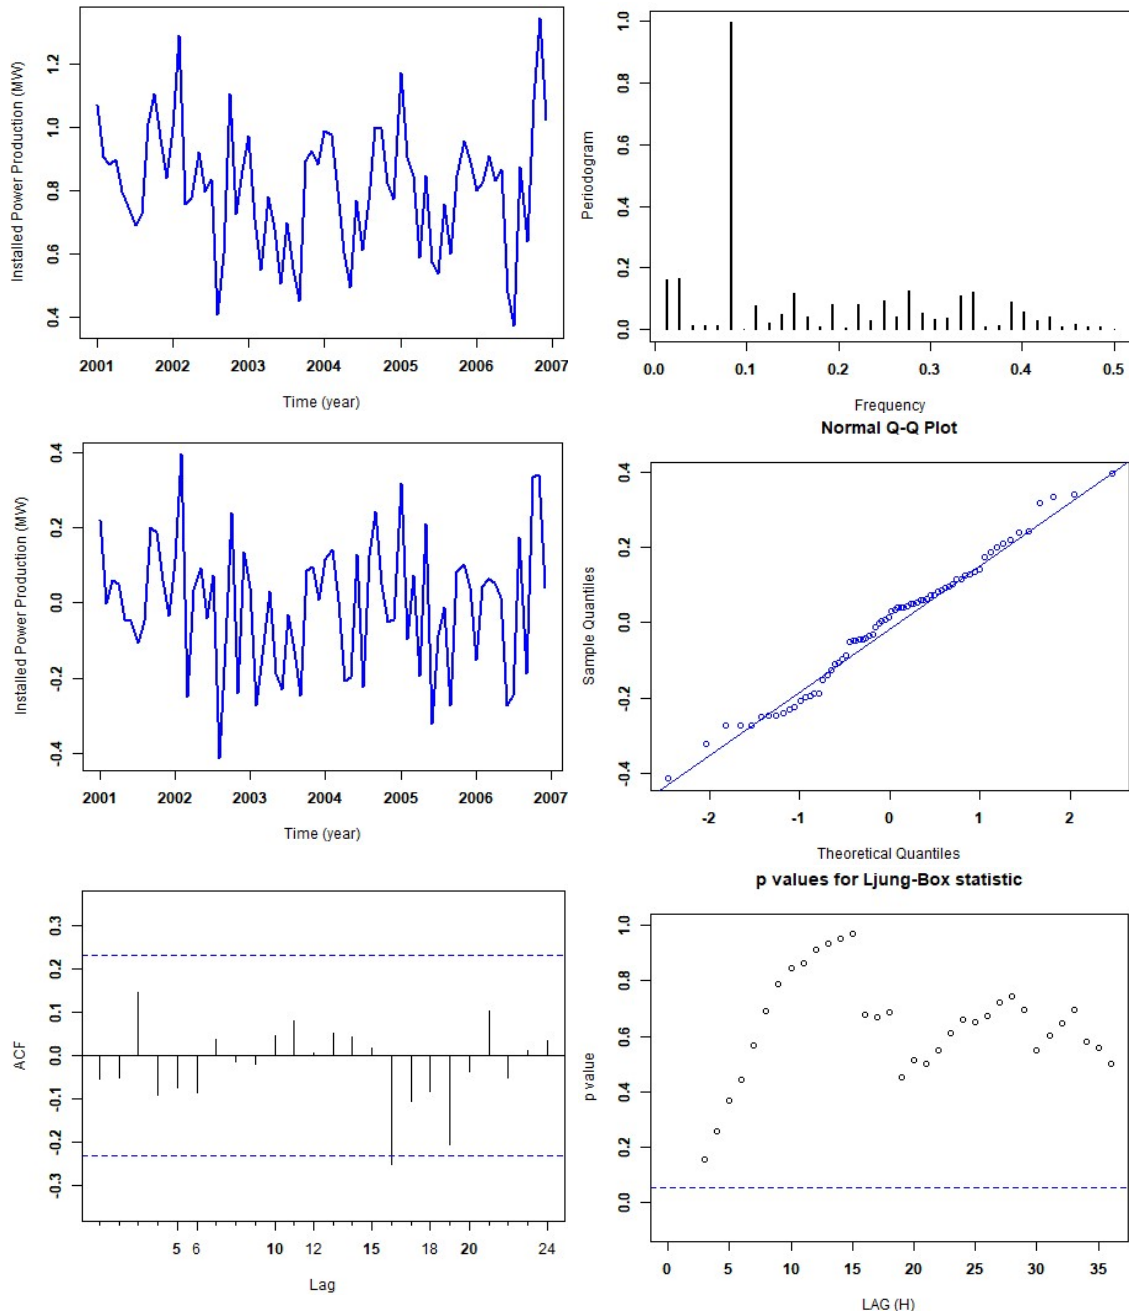 Installed Power Production (MW)
1.2
1.0
0.8
0.6
0.4
2001 2002 2003 2004 2005 2006 2007
Time (year)
Periodogram
1.0
0.8
0.6
0.4
0.2
0.0
0.0 0.1 0.2 0.3 0.4 0.5
Frequency
Installed Power Production (MW)
0.4
0.2
0.0
-0.2
-0.4
2001 2002 2003 2004 2005 2006 2007
Time (year)
Normal Q-Q Plot
Sample Quantiles
0.4
0.2
0.0
-0.2
-0.4
-2 -1 0 1 2
Theoretical Quantiles
ACF
0.3
0.2
0.1
0.0
-0.1
-0.2
-0.3
5 6 10 12 15 18 20 24
Lag
p values for Ljung-Box statistic
p value
1.0
0.8
0.6
0.4
0.2
0.0
0 5 10 15 20 25 30 35
LAG (H)